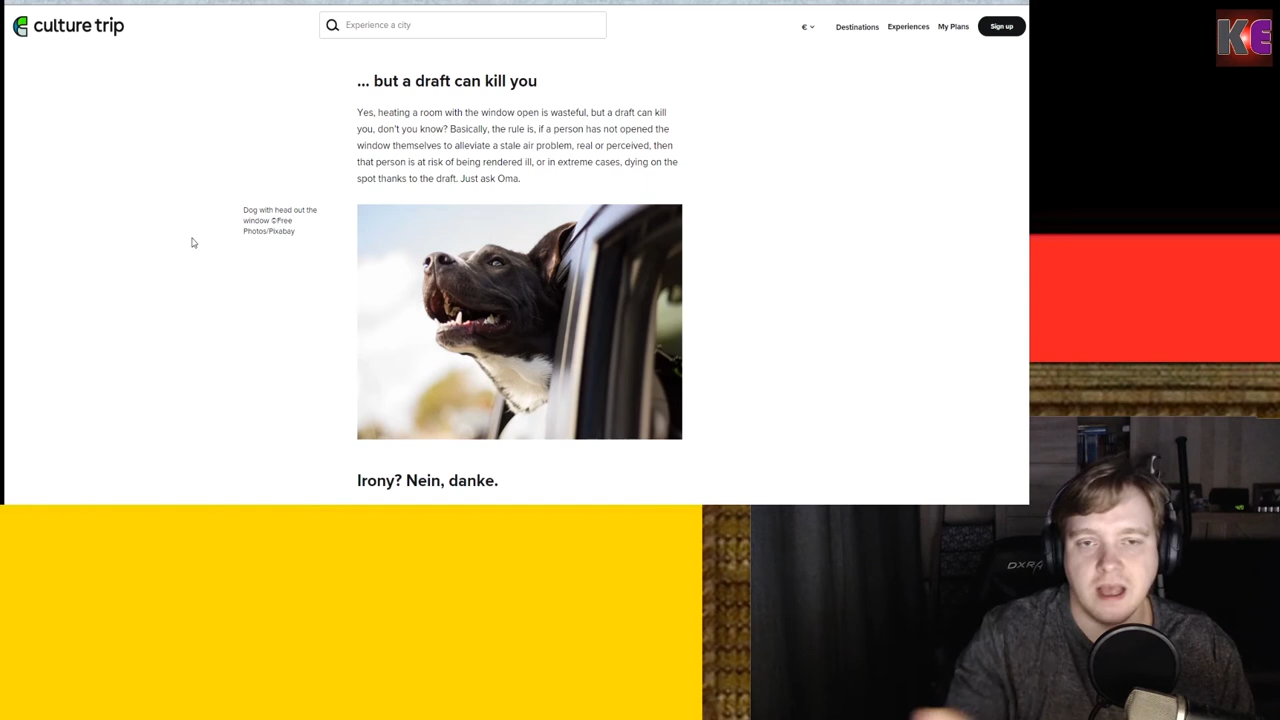 culture trip
Experience a city
€
Destinations
Experiences
My Plans
Sign up
KE
... but a draft can kill you
Yes, heating a room with the window open is wasteful, but a draft can kill
you, don't you know? Basically, the rule is, if a person has not opened the
window themselves to alleviate a stale air problem, real or perceived, then
that person is at risk of being rendered ill, or in extreme cases, dying on the
spot thanks to the draft. Just ask Oma.
Dog with head out the
window ©Free
Photos/Pixabay
Irony? Nein, danke.